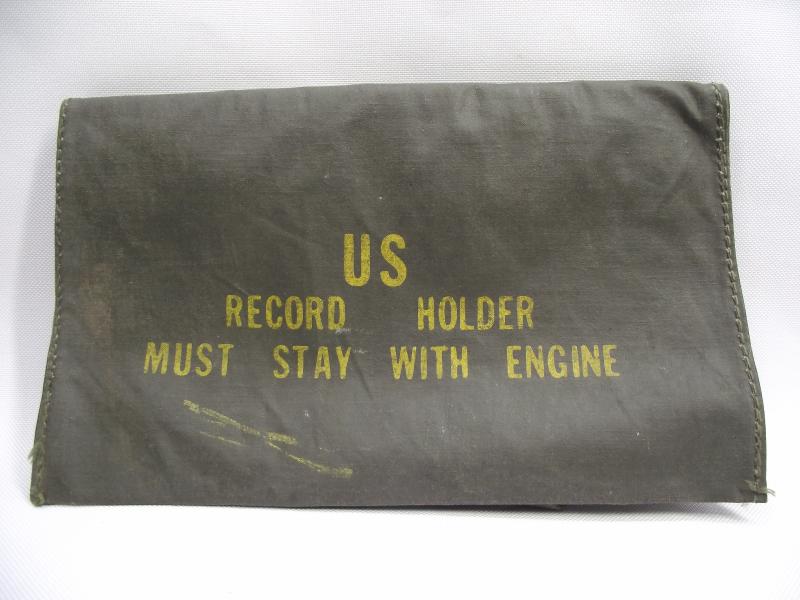 US
RECORD HOLDER
MUST STAY WITH ENGINE